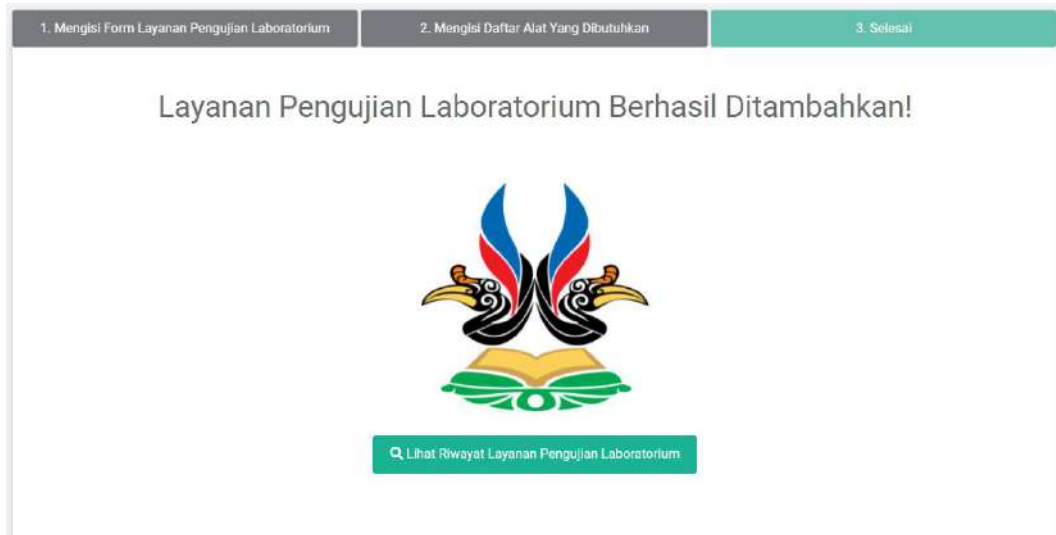 1. Mengisi Form Layanan Pengujian Laboratorium
2. Mengisi Daftar Alat Yang Dibutuhkan
3. Selesai
Layanan Pengujian Laboratorium Berhasil Ditambahkan!
Lihat Riwayat Layanan Pengujian Laboratorium